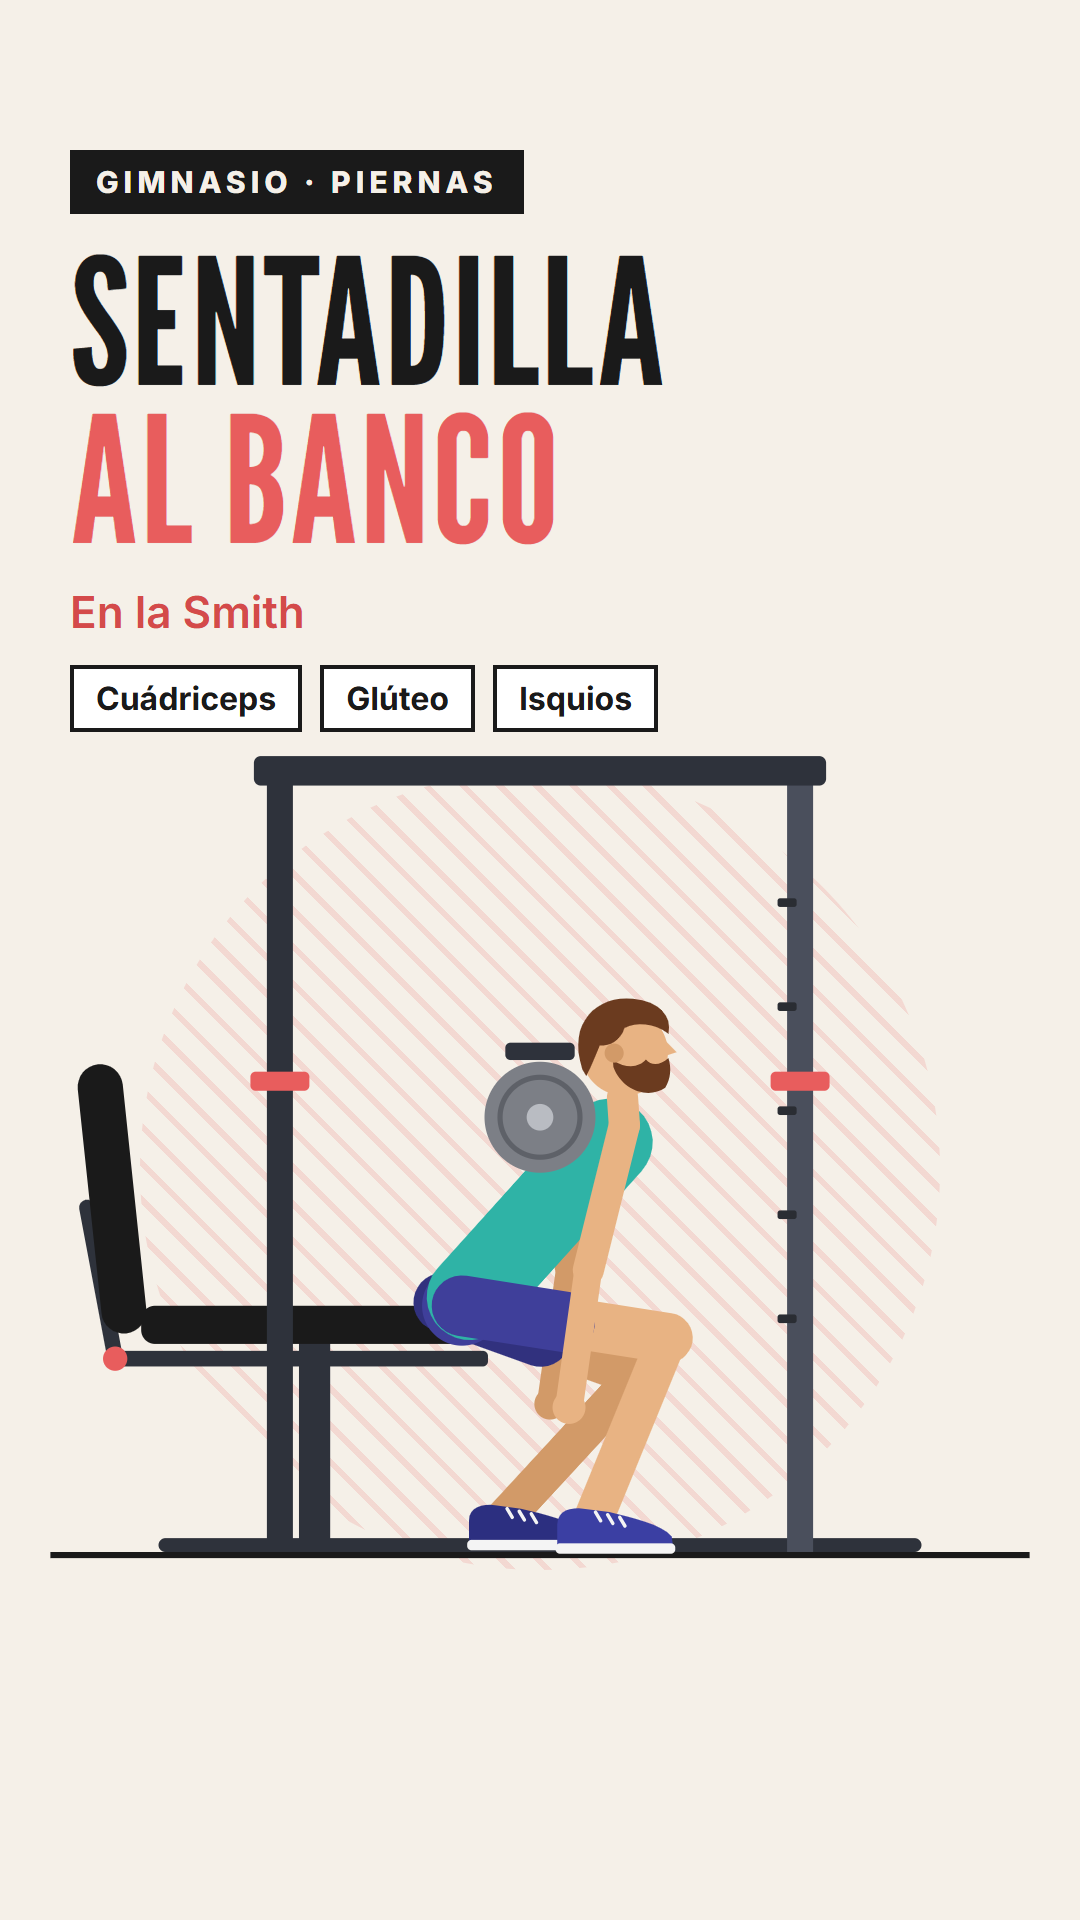 GIMNASIO · PIERNAS
SENTADILLA
AL BANCO
En la Smith
Cuádriceps Glúteo Isquios